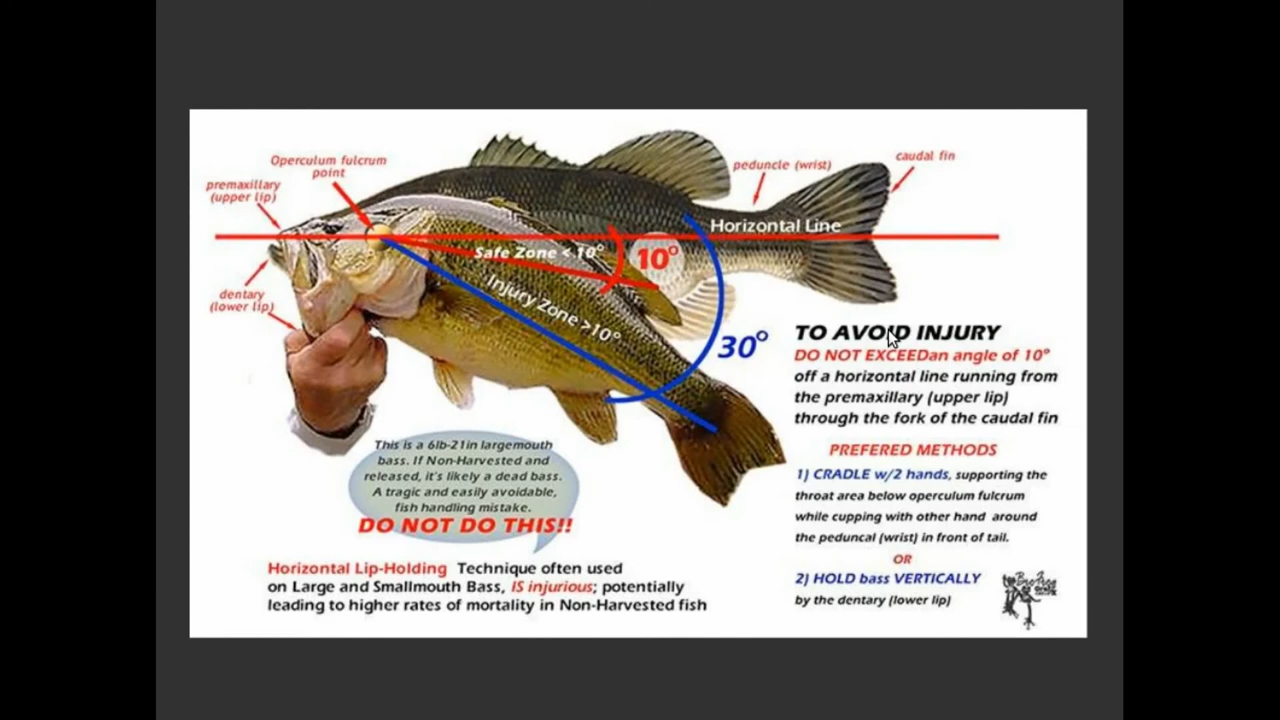 Operculum fulcrum
point
premaxillary
(upper lip)
peduncle (wrist)
caudal fin
Horizontal Line
Safe Zone < 10°
10°
Injury Zone >10°
dentary
(lower lip)
30°
TO AVOID INJURY
DO NOT EXCEEDan angle of 10°
off a horizontal line running from
the premaxillary (upper lip)
through the fork of the caudal fin
PREFERED METHODS
1) CRADLE w/2 hands, supporting the
throat area below operculum fulcrum
while cupping with other hand around
the peduncal (wrist) in front of tail.
OR
2) HOLD bass VERTICALLY
by the dentary (lower lip)
This is a 6lb-21in largemouth
bass. If Non-Harvested and
released, it's likely a dead bass.
A tragic and easily avoidable,
fish handling mistake.
DO NOT DO THIS!!
Horizontal Lip-Holding Technique often used
on Large and Smallmouth Bass, IS injurious; potentially
leading to higher rates of mortality in Non-Harvested fish